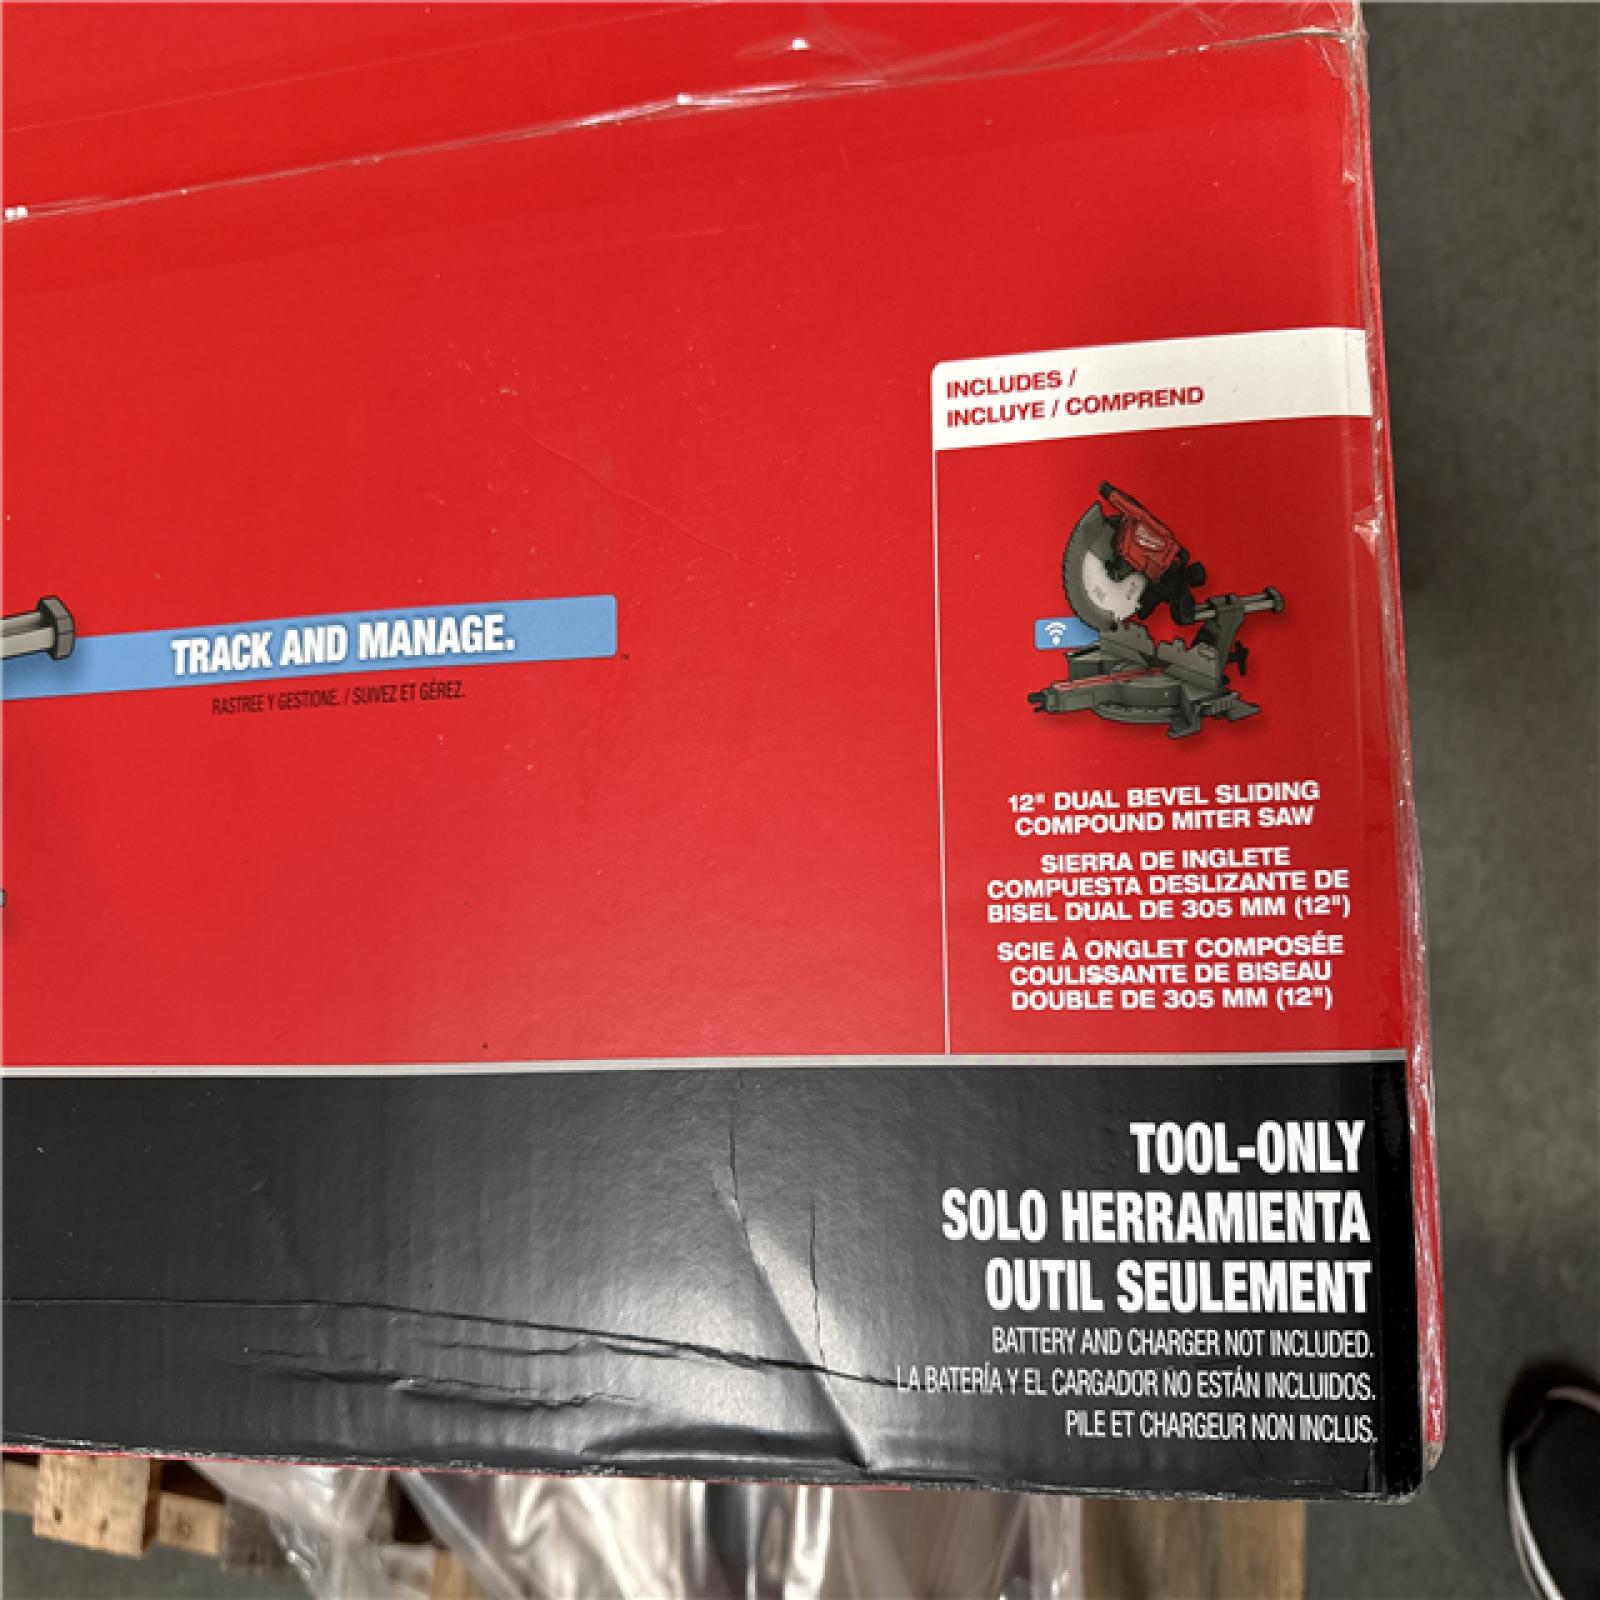 INCLUDES /
INCLUYE / COMPREND
TRACK AND MANAGE.
RASTREE Y GESTIONE. / SUIVEZ ET GÉREZ.
12" DUAL BEVEL SLIDING
COMPOUND MITER SAW
SIERRA DE INGLETE
COMPUESTA DESLIZANTE DE
BISEL DUAL DE 305 MM (12")
SCIE À ONGLET COMPOSÉE
COULISSANTE DE BISEAU
DOUBLE DE 305 MM (12")
TOOL-ONLY
SOLO HERRAMIENTA
OUTIL SEULEMENT
BATTERY AND CHARGER NOT INCLUDED.
LA BATERÍA Y EL CARGADOR NO ESTÁN INCLUIDOS.
PILE ET CHARGEUR NON INCLUS.